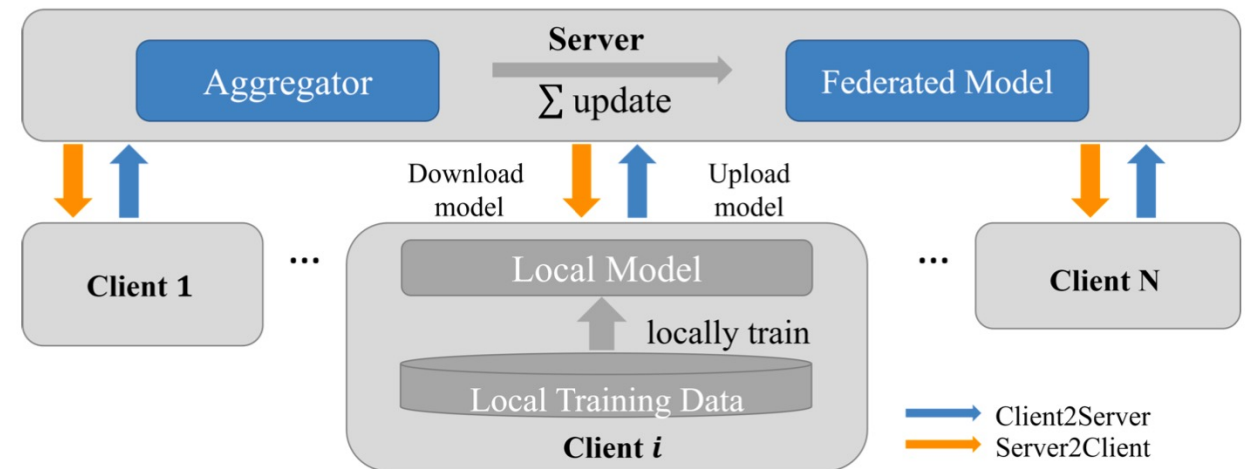 Server
Aggregator
∑ update
Federated Model
Download
model
Upload
model
Client 1
...
Local Model
locally train
Local Training Data
Client i
...
Client N
Client2Server
Server2Client